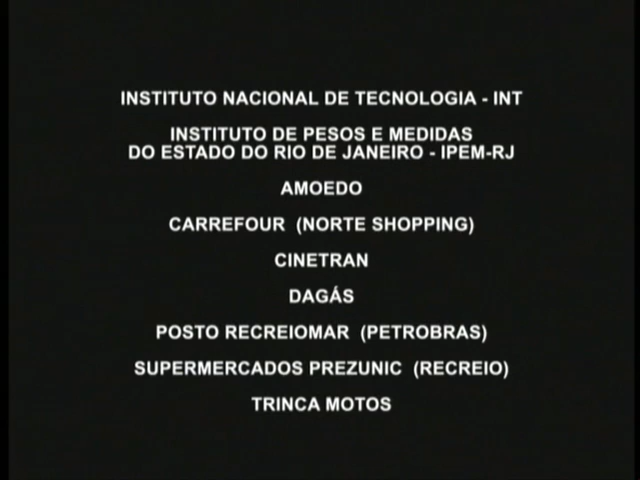 INSTITUTO NACIONAL DE TECNOLOGIA - INT
INSTITUTO DE PESOS E MEDIDAS
DO ESTADO DO RIO DE JANEIRO - IPEM-RJ
AMOEDO
CARREFOUR (NORTE SHOPPING)
CINETRAN
DAGÁS
POSTO RECREIOMAR (PETROBRAS)
SUPERMERCADOS PREZUNIC (RECREIO)
TRINCA MOTOS